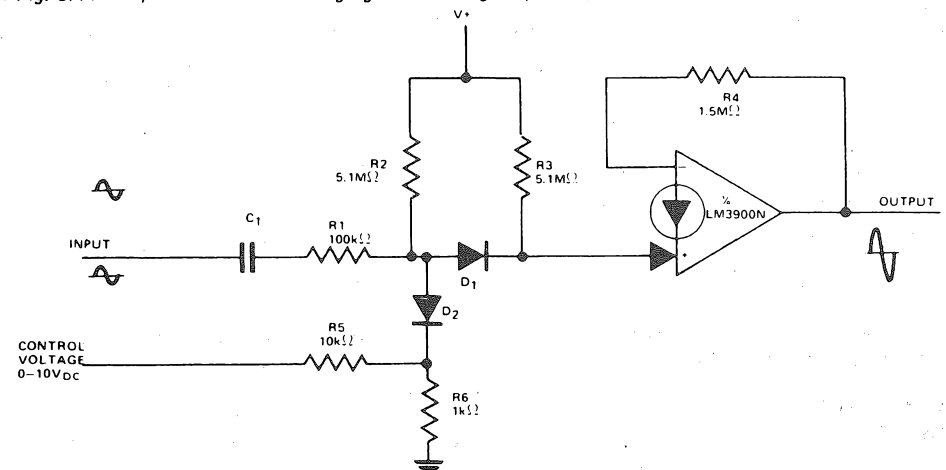 V+
R4
1.5MΩ
R2
5.1MΩ
R3
5.1MΩ
¼
LM3900N
OUTPUT
C1
R1
100kΩ
INPUT
D1
D2
R5
10kΩ
CONTROL
VOLTAGE
0–10VDC
R6
1kΩ